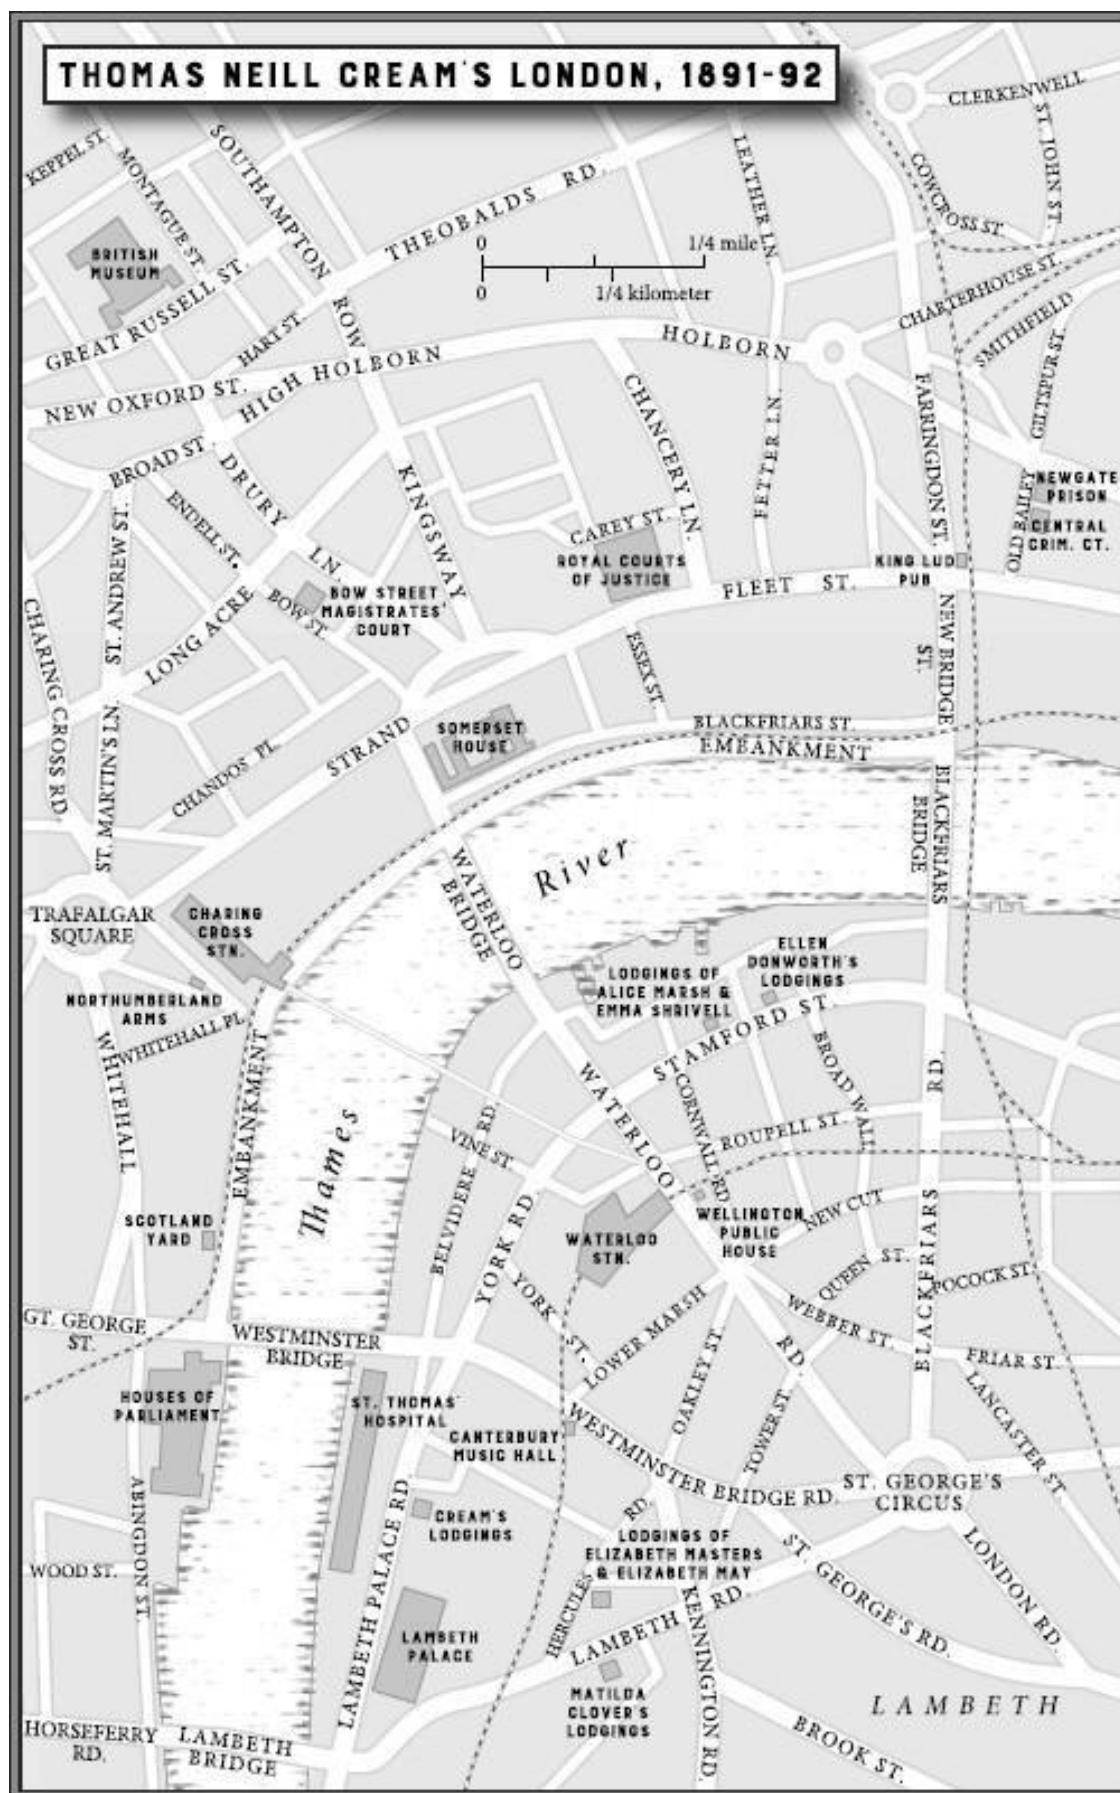 THOMAS NEILL CREAM'S LONDON, 1891-92
CLERKENWELL
KEPPEL ST.
MONTAGUE ST.
SOUTHAMPTON ROW
LEATHER LN.
ST. JOHN ST.
COWCROSS ST.
THEOBALDS RD.
BRITISH
MUSEUM
0
1/4 mile
0
1/4 kilometer
CHARTERHOUSE ST.
SMITHFIELD
GREAT RUSSELL ST.
HART ST.
HOLBORN
HIGH HOLBORN
NEW OXFORD ST.
GILTSPUR ST.
CHANCERY LN.
FETTER LN.
FARRINGDON ST.
BROAD ST.
DRURY LN.
KINGSWAY
ENDELL ST.
OLD BAILEY
NEWGATE
PRISON
CENTRAL
CRIM. CT.
CAREY ST.
ROYAL COURTS
OF JUSTICE
KING LUD
PUB
FLEET ST.
ST. ANDREW ST.
LONG ACRE
BOW ST.
BOW STREET
MAGISTRATES'
COURT
CHARING CROSS RD.
ESSEX ST.
NEW BRIDGE
ST.
ST. MARTIN'S LN.
CHANDOS PL.
STRAND
SOMERSET
HOUSE
BLACKFRIARS ST.
EMBANKMENT
BLACKFRIARS
BRIDGE
WATERLOO
BRIDGE
River
TRAFALGAR
SQUARE
CHARING
CROSS
STN.
NORTHUMBERLAND
ARMS
WHITEHALL PL.
WHITEHALL
EMBANKMENT
Thames
LODGINGS OF
ALICE MARSH &
EMMA SHRIVELL
ELLEN
DONWORTH'S
LODGINGS
STAMFORD ST.
BROAD WALL
CORNWALL RD.
WATERLOO RD.
ROUPELL ST.
VINE ST.
BELVIDERE RD.
YORK RD.
BLACKFRIARS RD.
SCOTLAND
YARD
WATERLOO
STN.
WELLINGTON
PUBLIC
HOUSE
NEW CUT
QUEEN ST.
POCOCK ST.
GT. GEORGE
ST.
WESTMINSTER
BRIDGE
YORK ST.
LOWER MARSH
WEBBER ST.
FRIAR ST.
OAKLEY ST.
TOWER ST.
LANCASTER ST.
HOUSES OF
PARLIAMENT
ST. THOMAS'
HOSPITAL
CANTERBURY
MUSIC HALL
WESTMINSTER BRIDGE RD.
ST. GEORGE'S
CIRCUS
ABINGDON ST.
WOOD ST.
LAMBETH PALACE RD.
CREAM'S
LODGINGS
HERCULES RD.
LODGINGS OF
ELIZABETH MASTERS
& ELIZABETH MAY
ST. GEORGE'S RD.
LONDON RD.
LAMBETH
PALACE
LAMBETH RD.
KENNINGTON RD.
MATILDA
CLOVER'S
LODGINGS
LAMBETH
BROOK ST.
HORSEFERRY
RD.
LAMBETH
BRIDGE